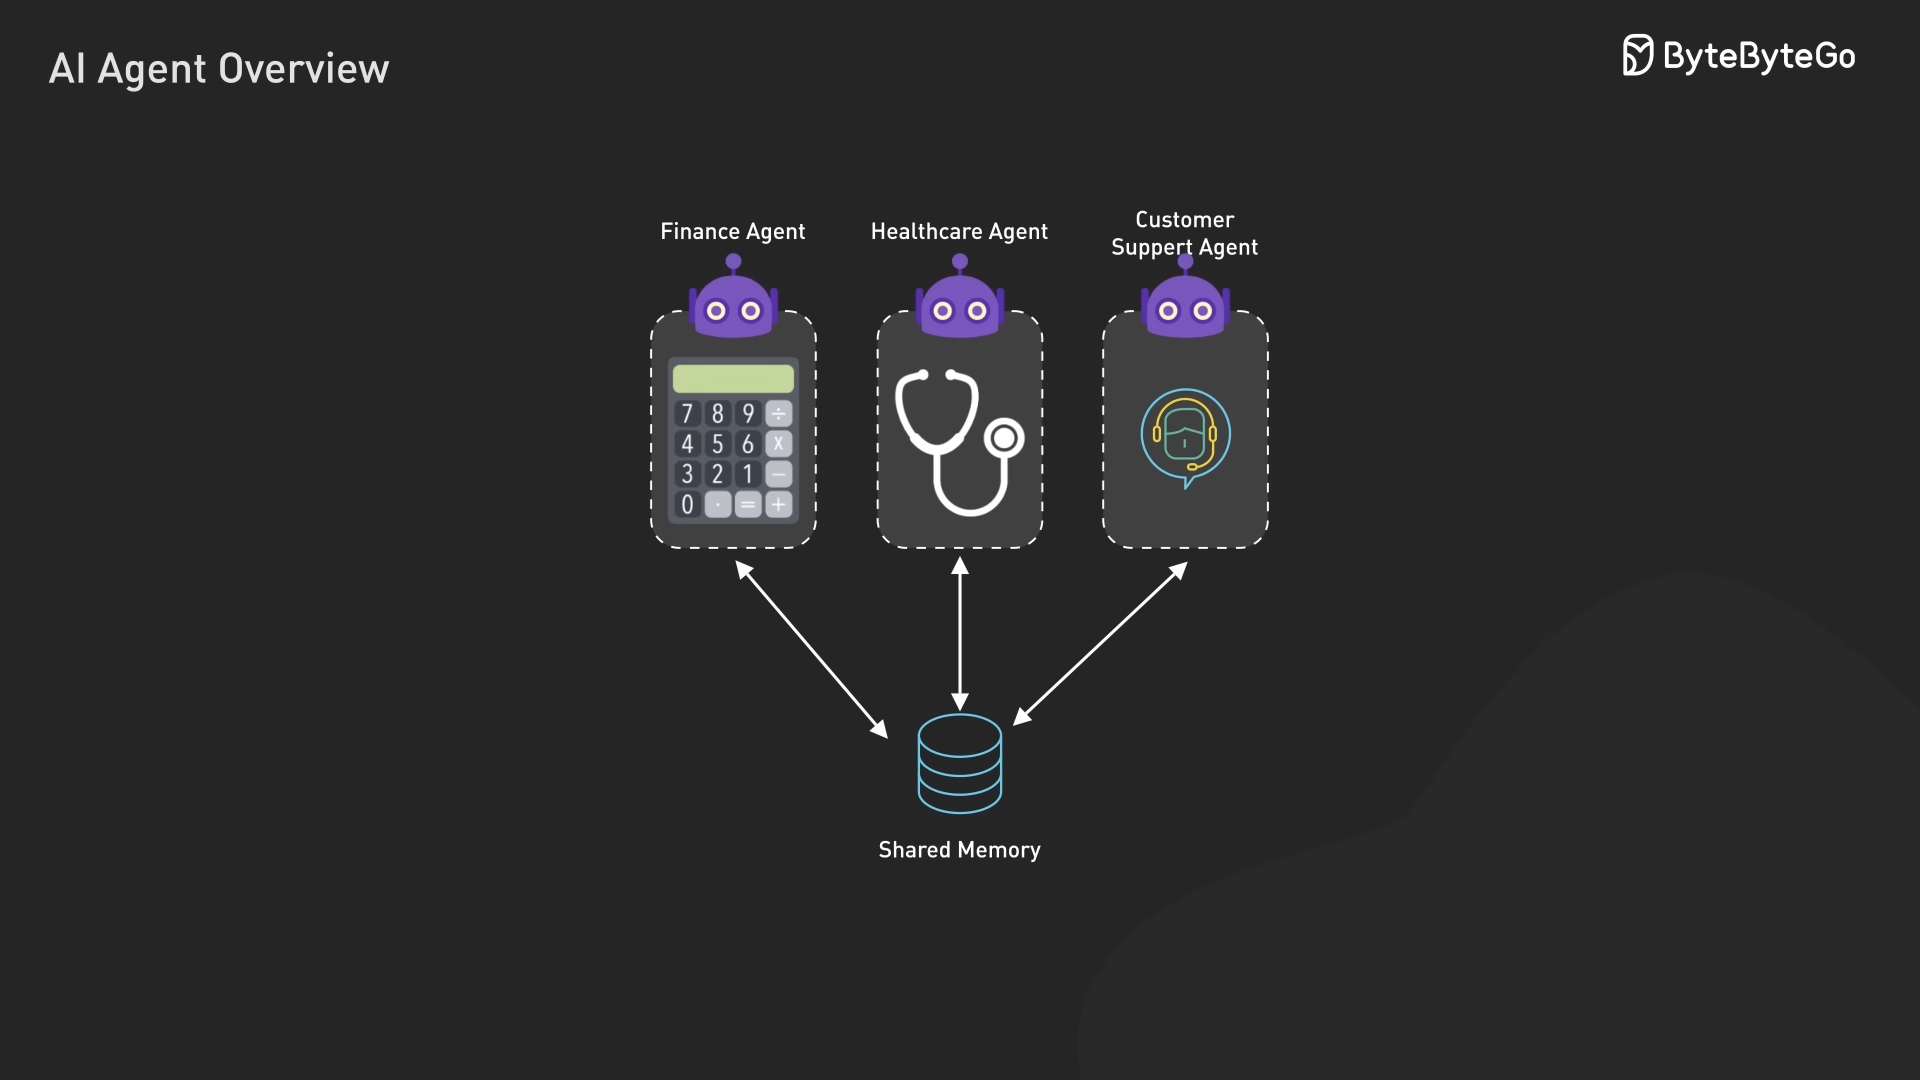 AI Agent Overview
ByteByteGo
Finance Agent
Healthcare Agent
Customer
Support Agent
7 8 9 ÷
4 5 6 X
3 2 1 −
0 · = +
Shared Memory